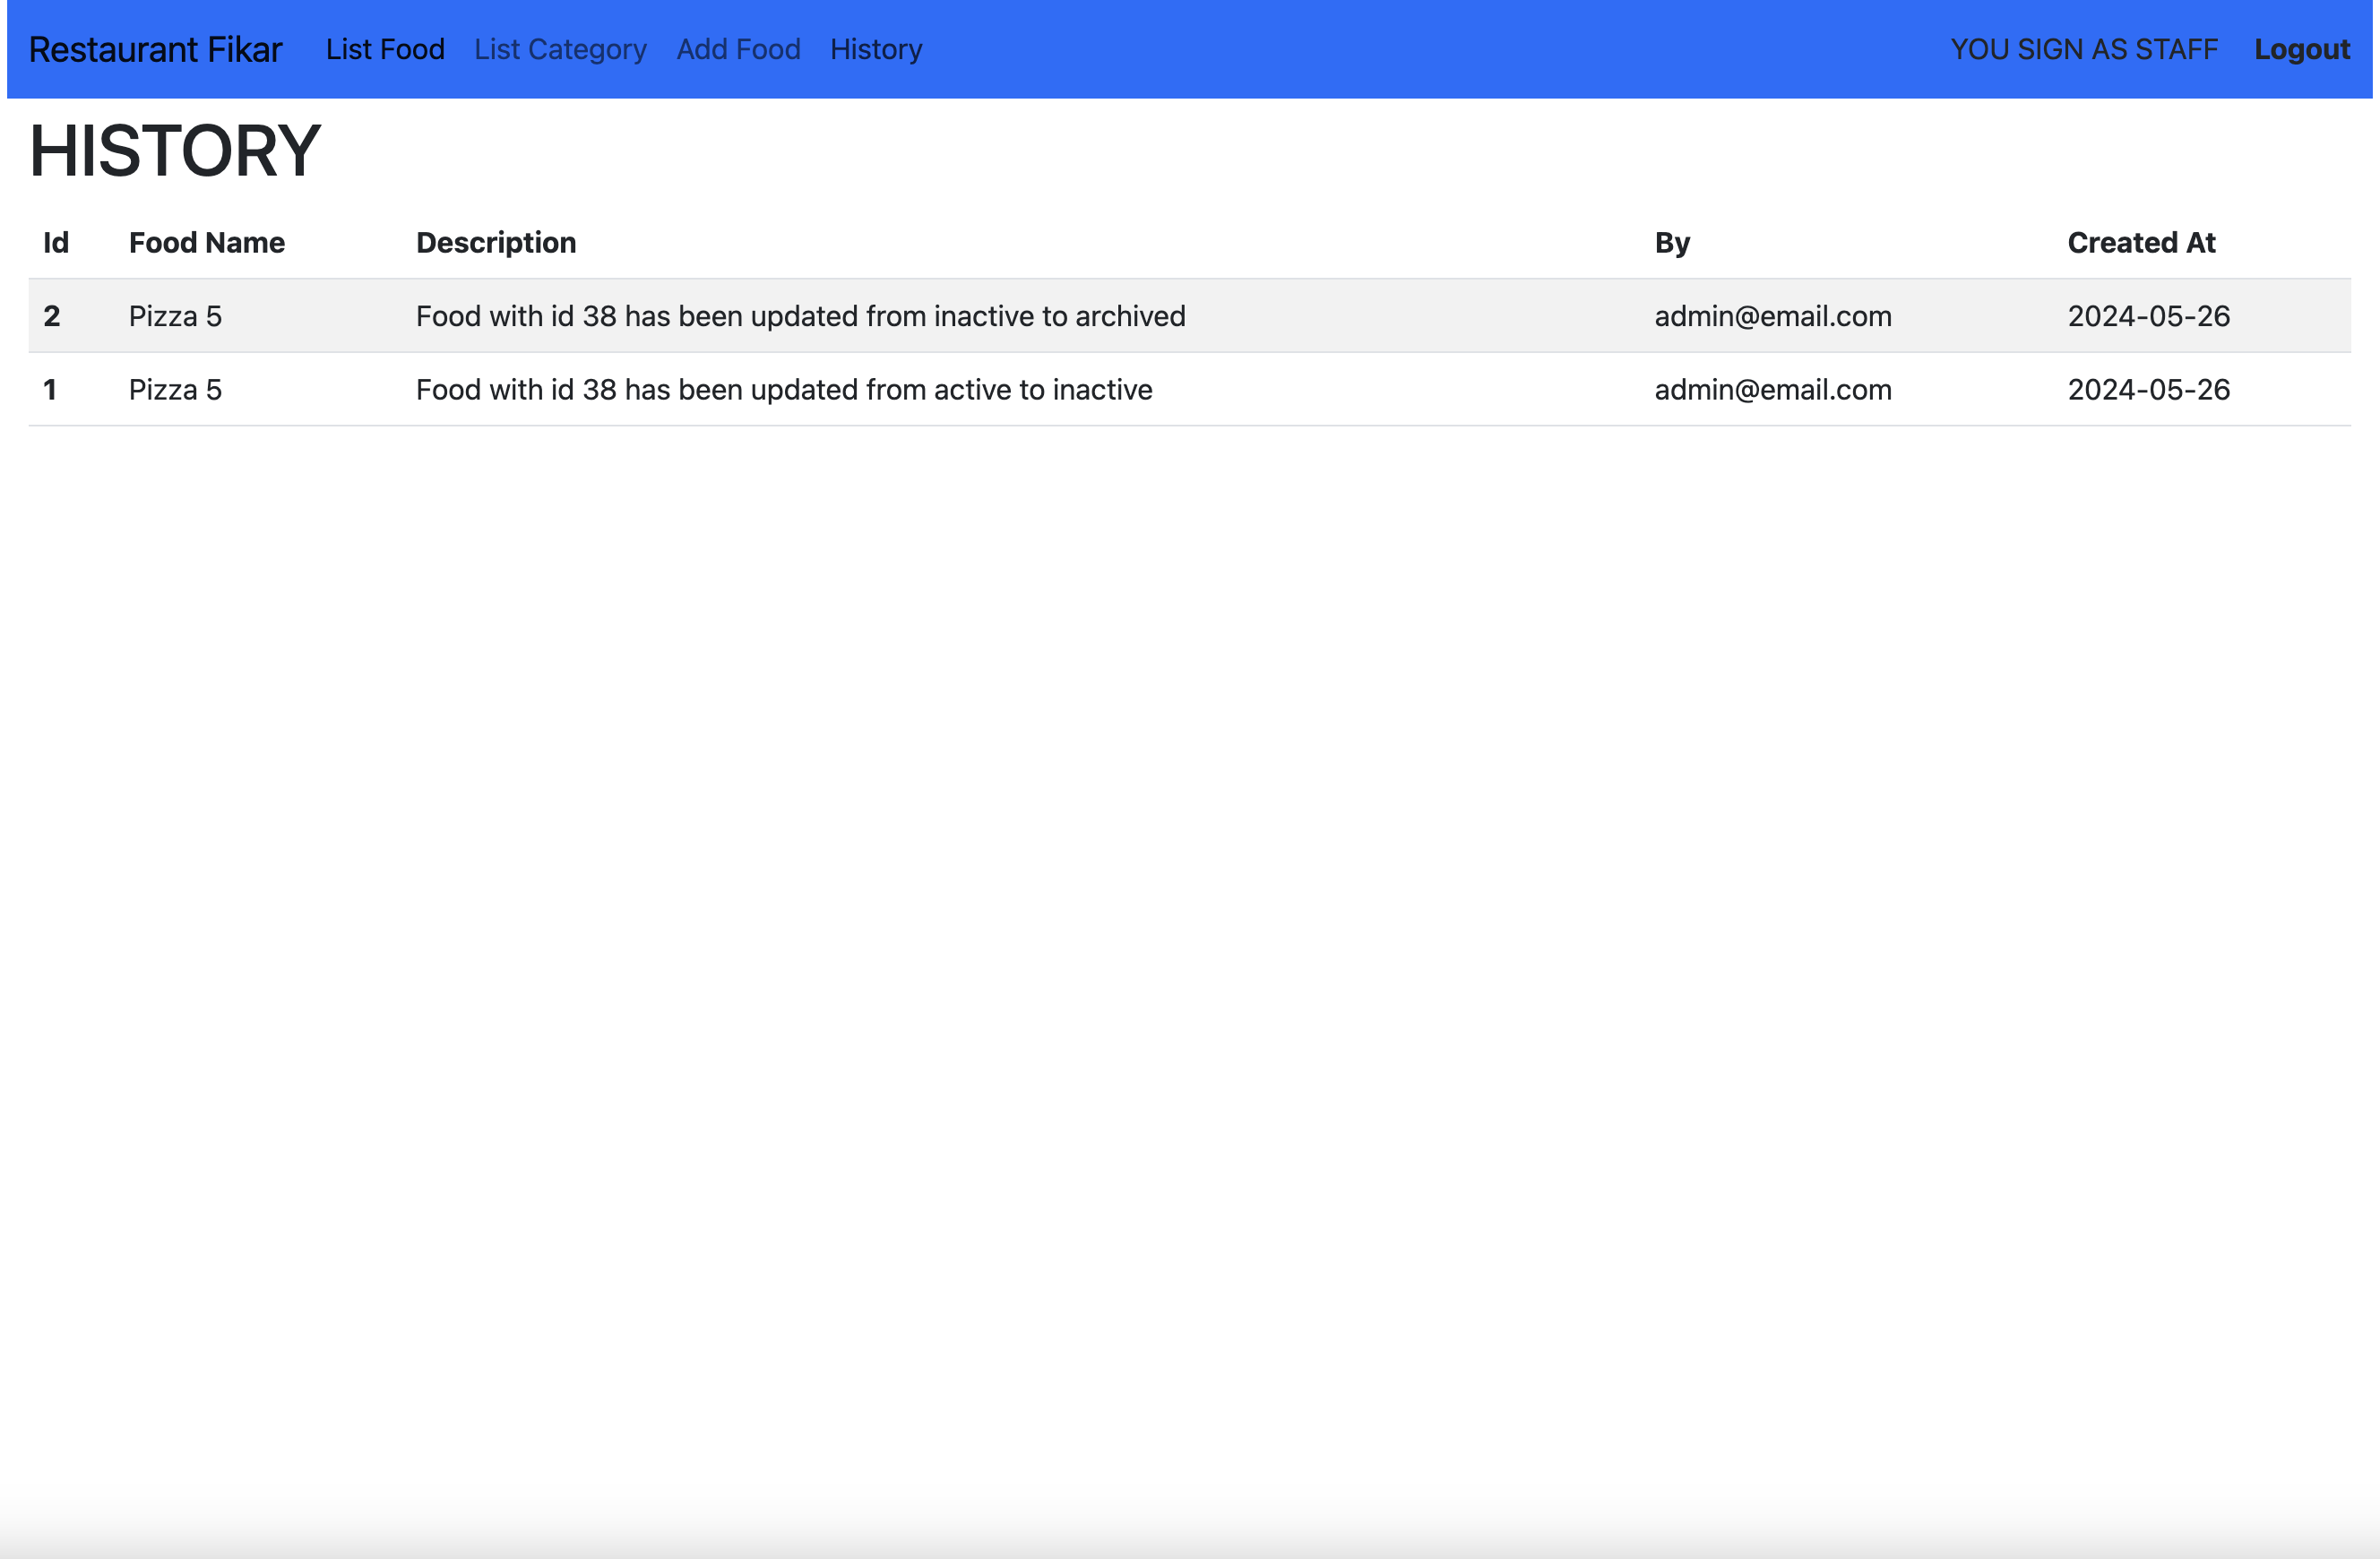 Restaurant Fikar List Food List Category Add Food History YOU SIGN AS STAFF Logout
HISTORY
Id Food Name Description By Created At
2 Pizza 5 Food with id 38 has been updated from inactive to archived admin@email.com 2024-05-26
1 Pizza 5 Food with id 38 has been updated from active to inactive admin@email.com 2024-05-26